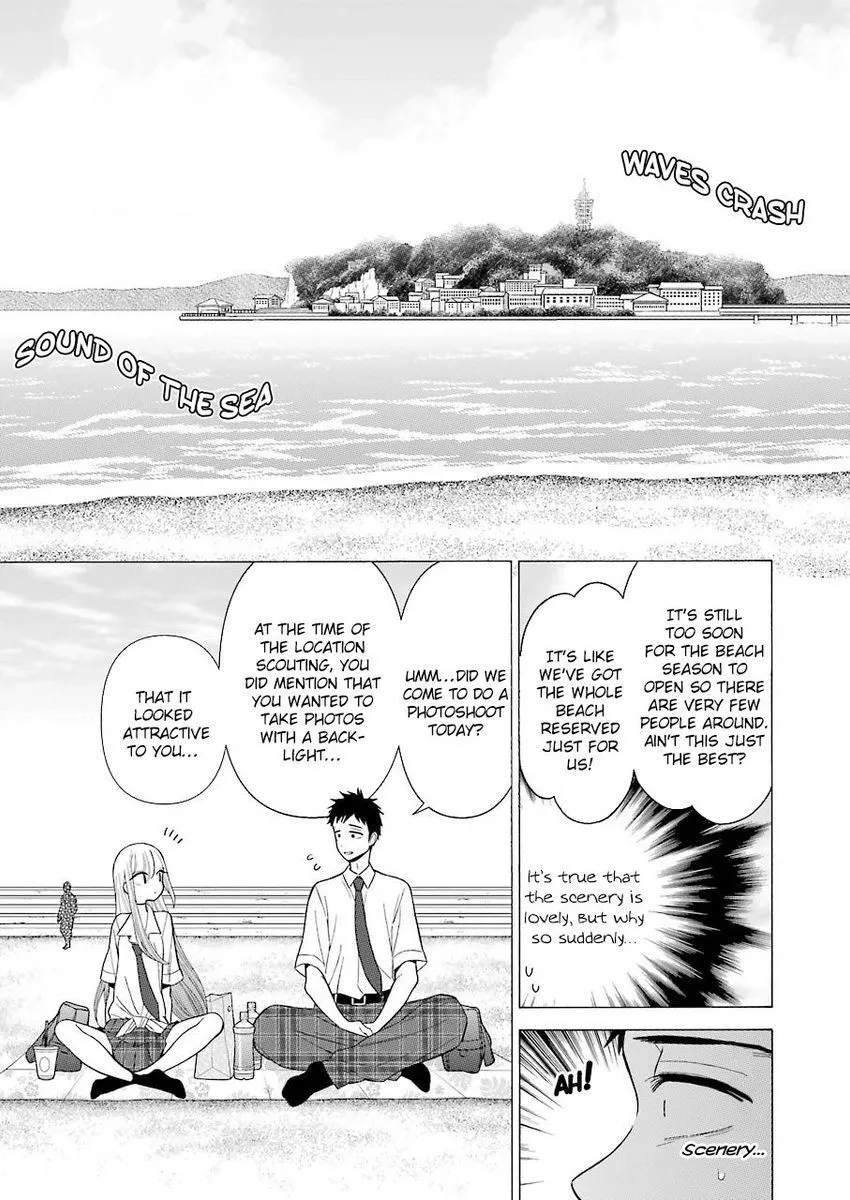 WAVES CRASH
SOUND OF THE SEA
IT'S STILL
TOO SOON
FOR THE BEACH
SEASON TO
OPEN SO THERE
ARE VERY FEW
PEOPLE AROUND.
AIN'T THIS JUST
THE BEST?
IT'S LIKE
WE'VE GOT
THE WHOLE
BEACH
RESERVED
JUST FOR
US!
It's true that
the scenery is
lovely, But why
so suddenly...
AH!
Scenery...
UMM...DID WE
COME TO DO A
PHOTOSHOOT
TODAY?
AT THE TIME OF
THE LOCATION
SCOUTING, YOU
DID MENTION THAT
YOU WANTED TO
TAKE PHOTOS
WITH A BACK-
LIGHT...
THAT IT
LOOKED
ATTRACTIVE
TO YOU...